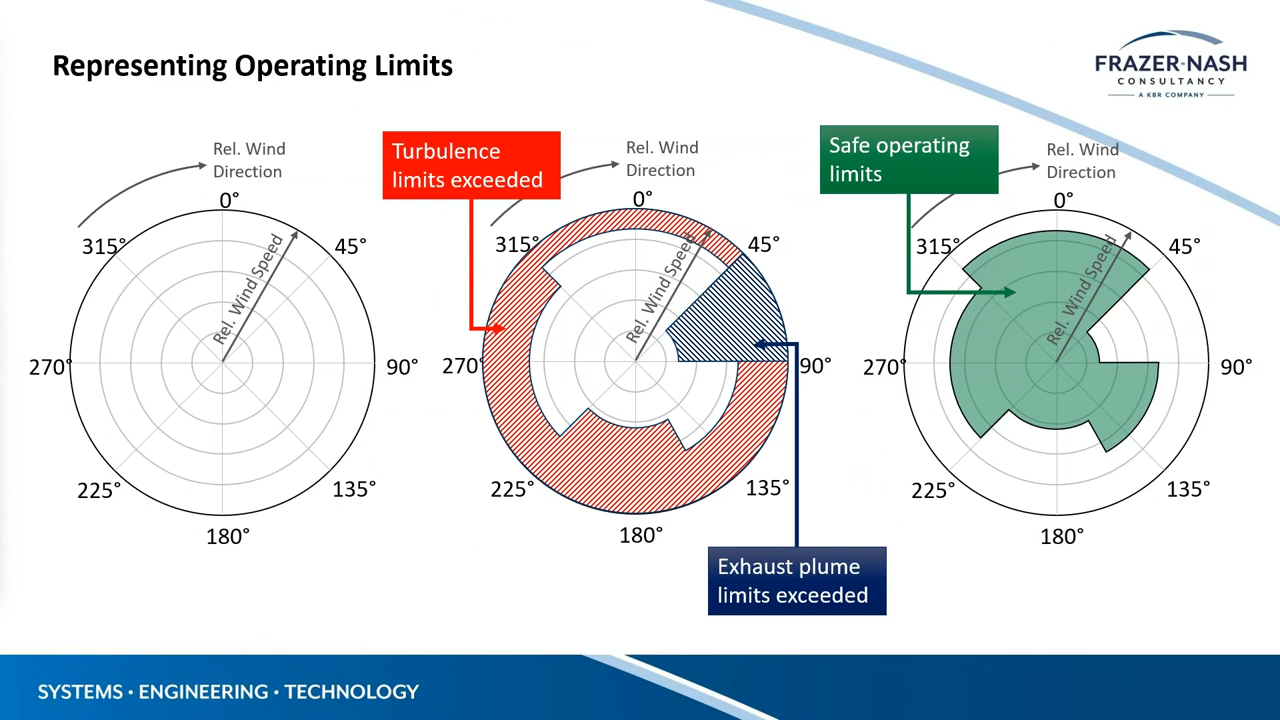 Representing Operating Limits
FRAZER-NASH
CONSULTANCY
A KBR COMPANY
Rel. Wind
Direction
0°
45°
90°
135°
180°
225°
270°
315°
Rel. Wind Speed
Turbulence
limits exceeded
Rel. Wind
Direction
0°
45°
90°
135°
180°
225°
270°
315°
Rel. Wind Speed
Exhaust plume
limits exceeded
Safe operating
limits
Rel. Wind
Direction
0°
45°
90°
135°
180°
225°
270°
315°
Rel. Wind Speed
SYSTEMS · ENGINEERING · TECHNOLOGY